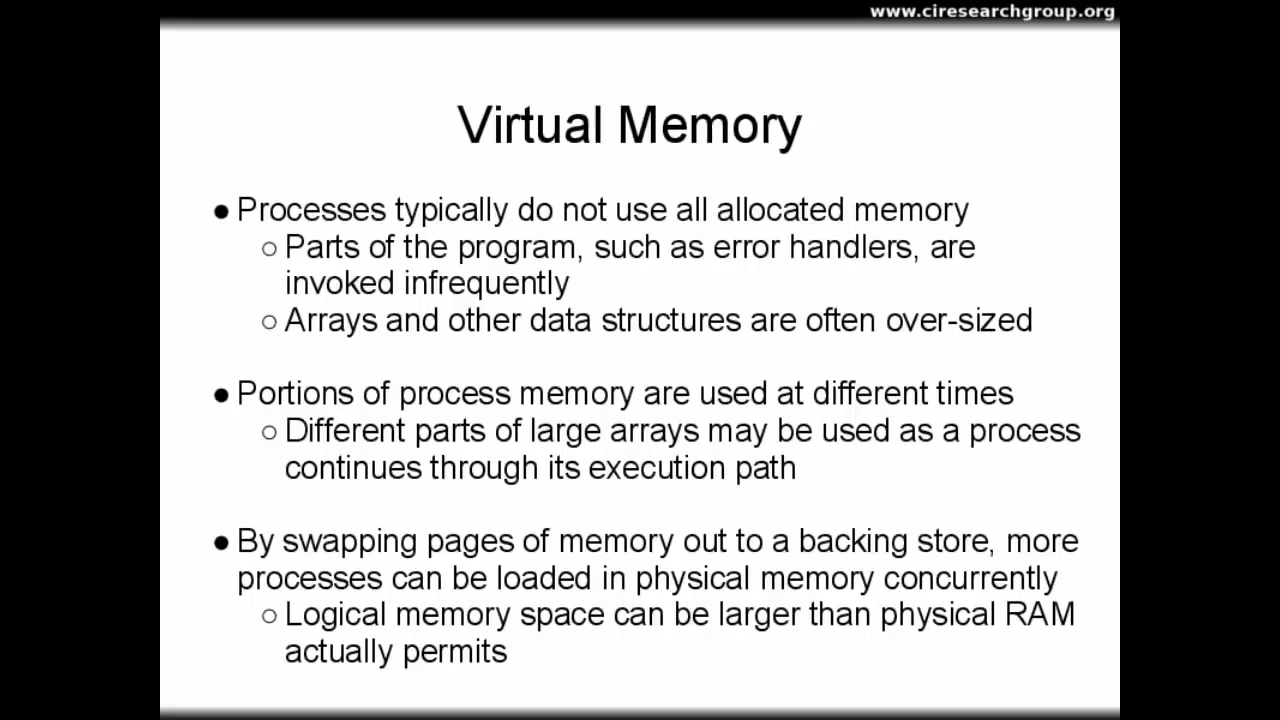 www.ciresearchgroup.org
Virtual Memory
● Processes typically do not use all allocated memory
○ Parts of the program, such as error handlers, are
invoked infrequently
○ Arrays and other data structures are often over-sized
● Portions of process memory are used at different times
○ Different parts of large arrays may be used as a process
continues through its execution path
● By swapping pages of memory out to a backing store, more
processes can be loaded in physical memory concurrently
○ Logical memory space can be larger than physical RAM
actually permits